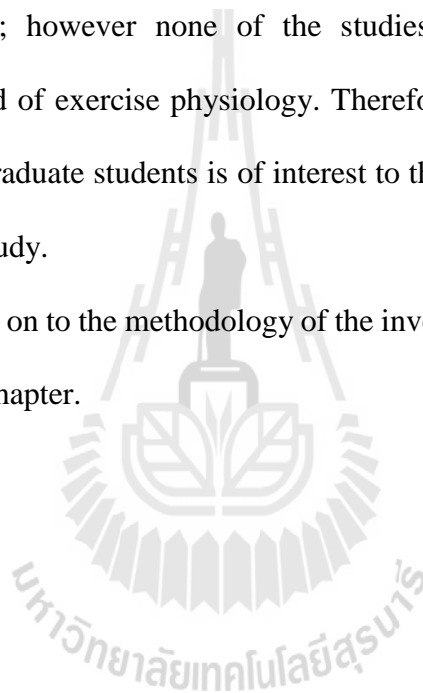 ; however none of the studies
d of exercise physiology. Therefo
raduate students is of interest to th
udy.
on to the methodology of the inve
hapter.
มหาวิทยาลัยเทคโนโลยีสุรนารี